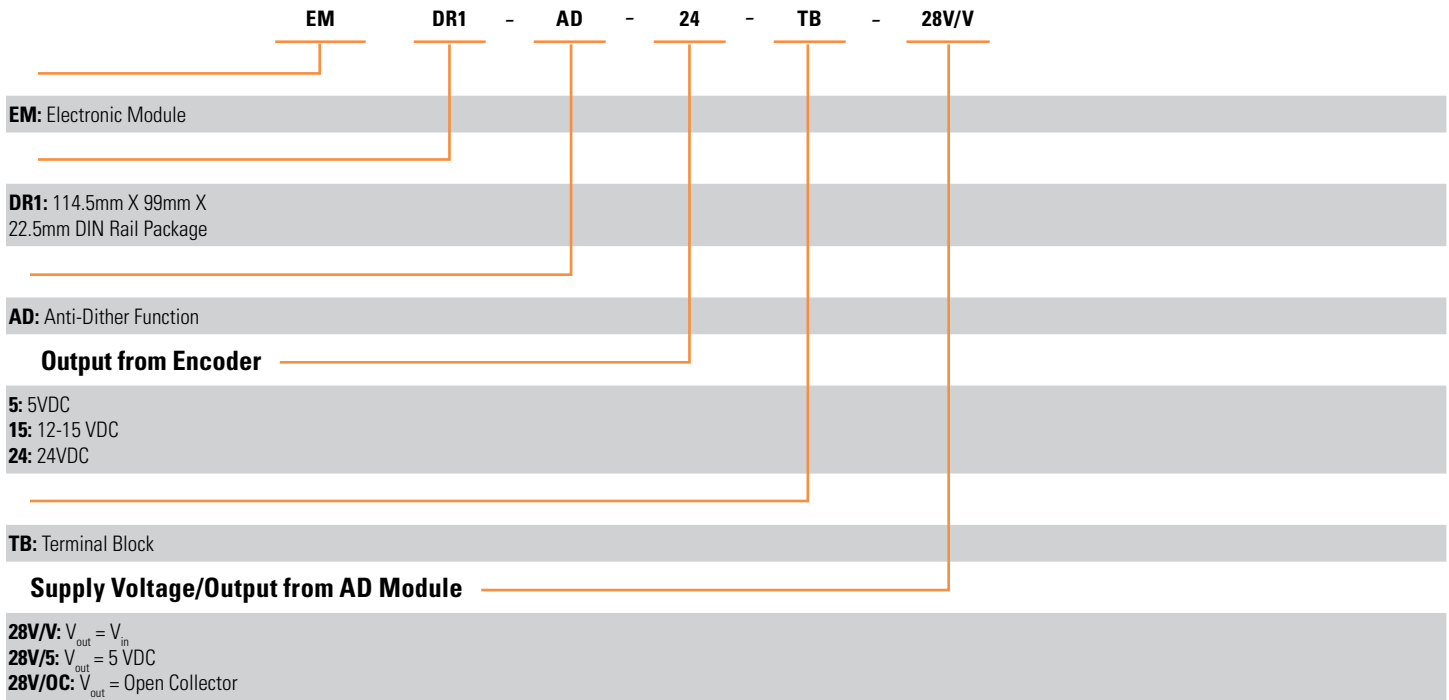 EM DR1 – AD – 24 – TB – 28V/V
EM: Electronic Module
DR1: 114.5mm X 99mm X
22.5mm DIN Rail Package
AD: Anti-Dither Function
Output from Encoder
5: 5VDC
15: 12-15 VDC
24: 24VDC
TB: Terminal Block
Supply Voltage/Output from AD Module
28V/V: Vout = Vin
28V/5: Vout = 5 VDC
28V/OC: Vout = Open Collector